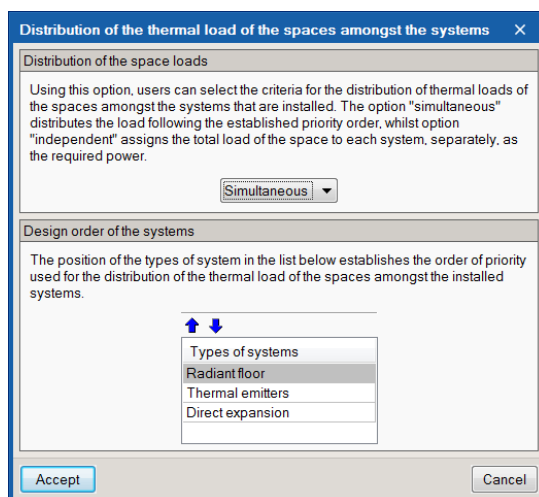 Distribution of the thermal load of the spaces amongst the systems
Distribution of the space loads
Using this option, users can select the criteria for the distribution of thermal loads of
the spaces amongst the systems that are installed. The option "simultaneous"
distributes the load following the established priority order, whilst option
"independent" assigns the total load of the space to each system, separately, as
the required power.
Simultaneous
Design order of the systems
The position of the types of system in the list below establishes the order of priority
used for the distribution of the thermal load of the spaces amongst the installed
systems.
Types of systems
Radiant floor
Thermal emitters
Direct expansion
Accept
Cancel